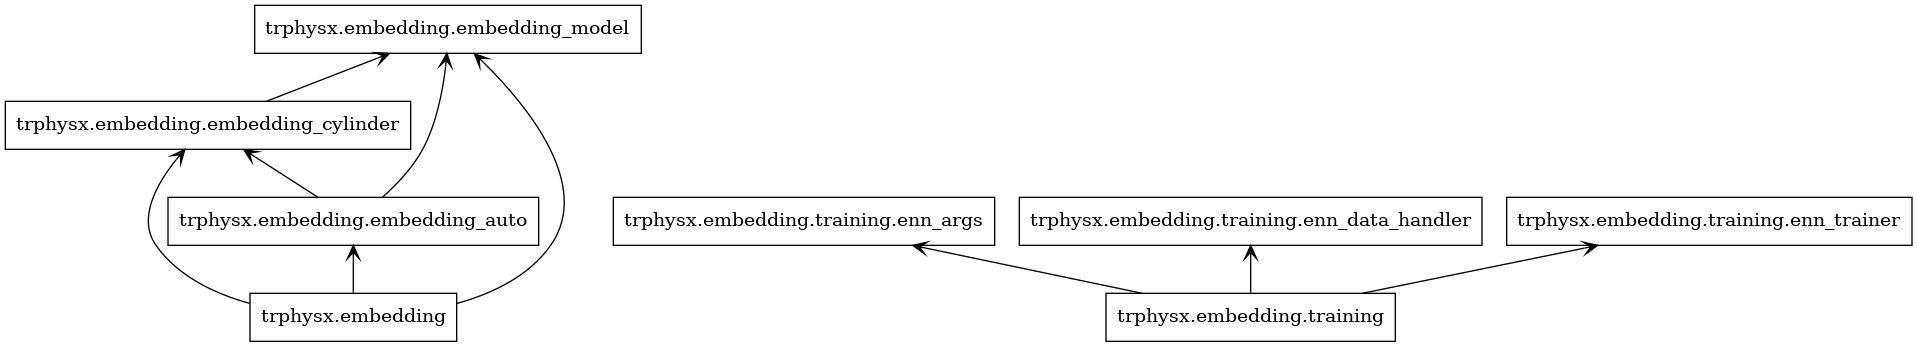 trphysx.embedding.embedding_model
trphysx.embedding.embedding_cylinder
trphysx.embedding.embedding_auto
trphysx.embedding.training.enn_args
trphysx.embedding.training.enn_data_handler
trphysx.embedding.training.enn_trainer
trphysx.embedding
trphysx.embedding.training